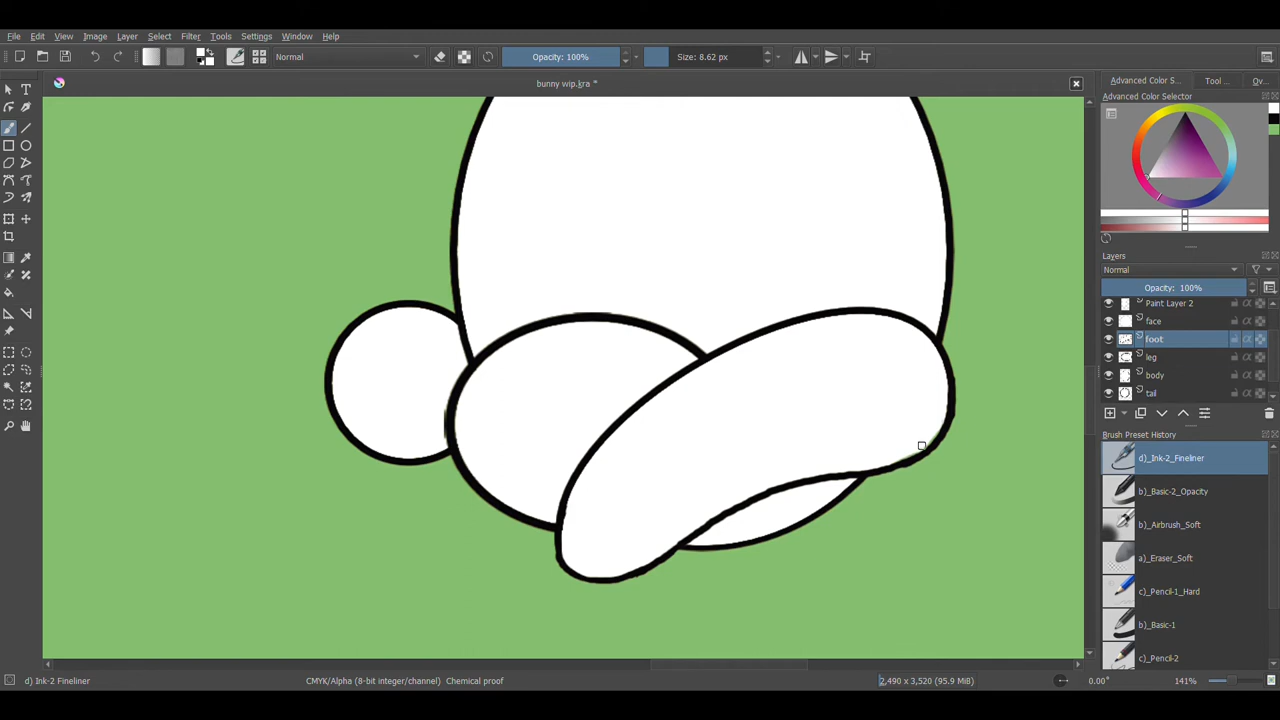 File Edit View Image Layer Select Filter Tools Settings Window Help
Normal Opacity: 100% Size: 8.62 px
bunny wip.kra *
Advanced Color S... Tool ... Ov...
Advanced Color Selector
Layers
Normal
Opacity: 100%
Paint Layer 2
face
foot
leg
body
tail
Brush Preset History
d)_Ink-2_Fineliner
b)_Basic-2_Opacity
b)_Airbrush_Soft
a)_Eraser_Soft
c)_Pencil-1_Hard
b)_Basic-1
c)_Pencil-2
d) Ink-2 Fineliner CMYK/Alpha (8-bit integer/channel) Chemical proof 2,490 x 3,520 (95.9 MiB) 0.00° 141%